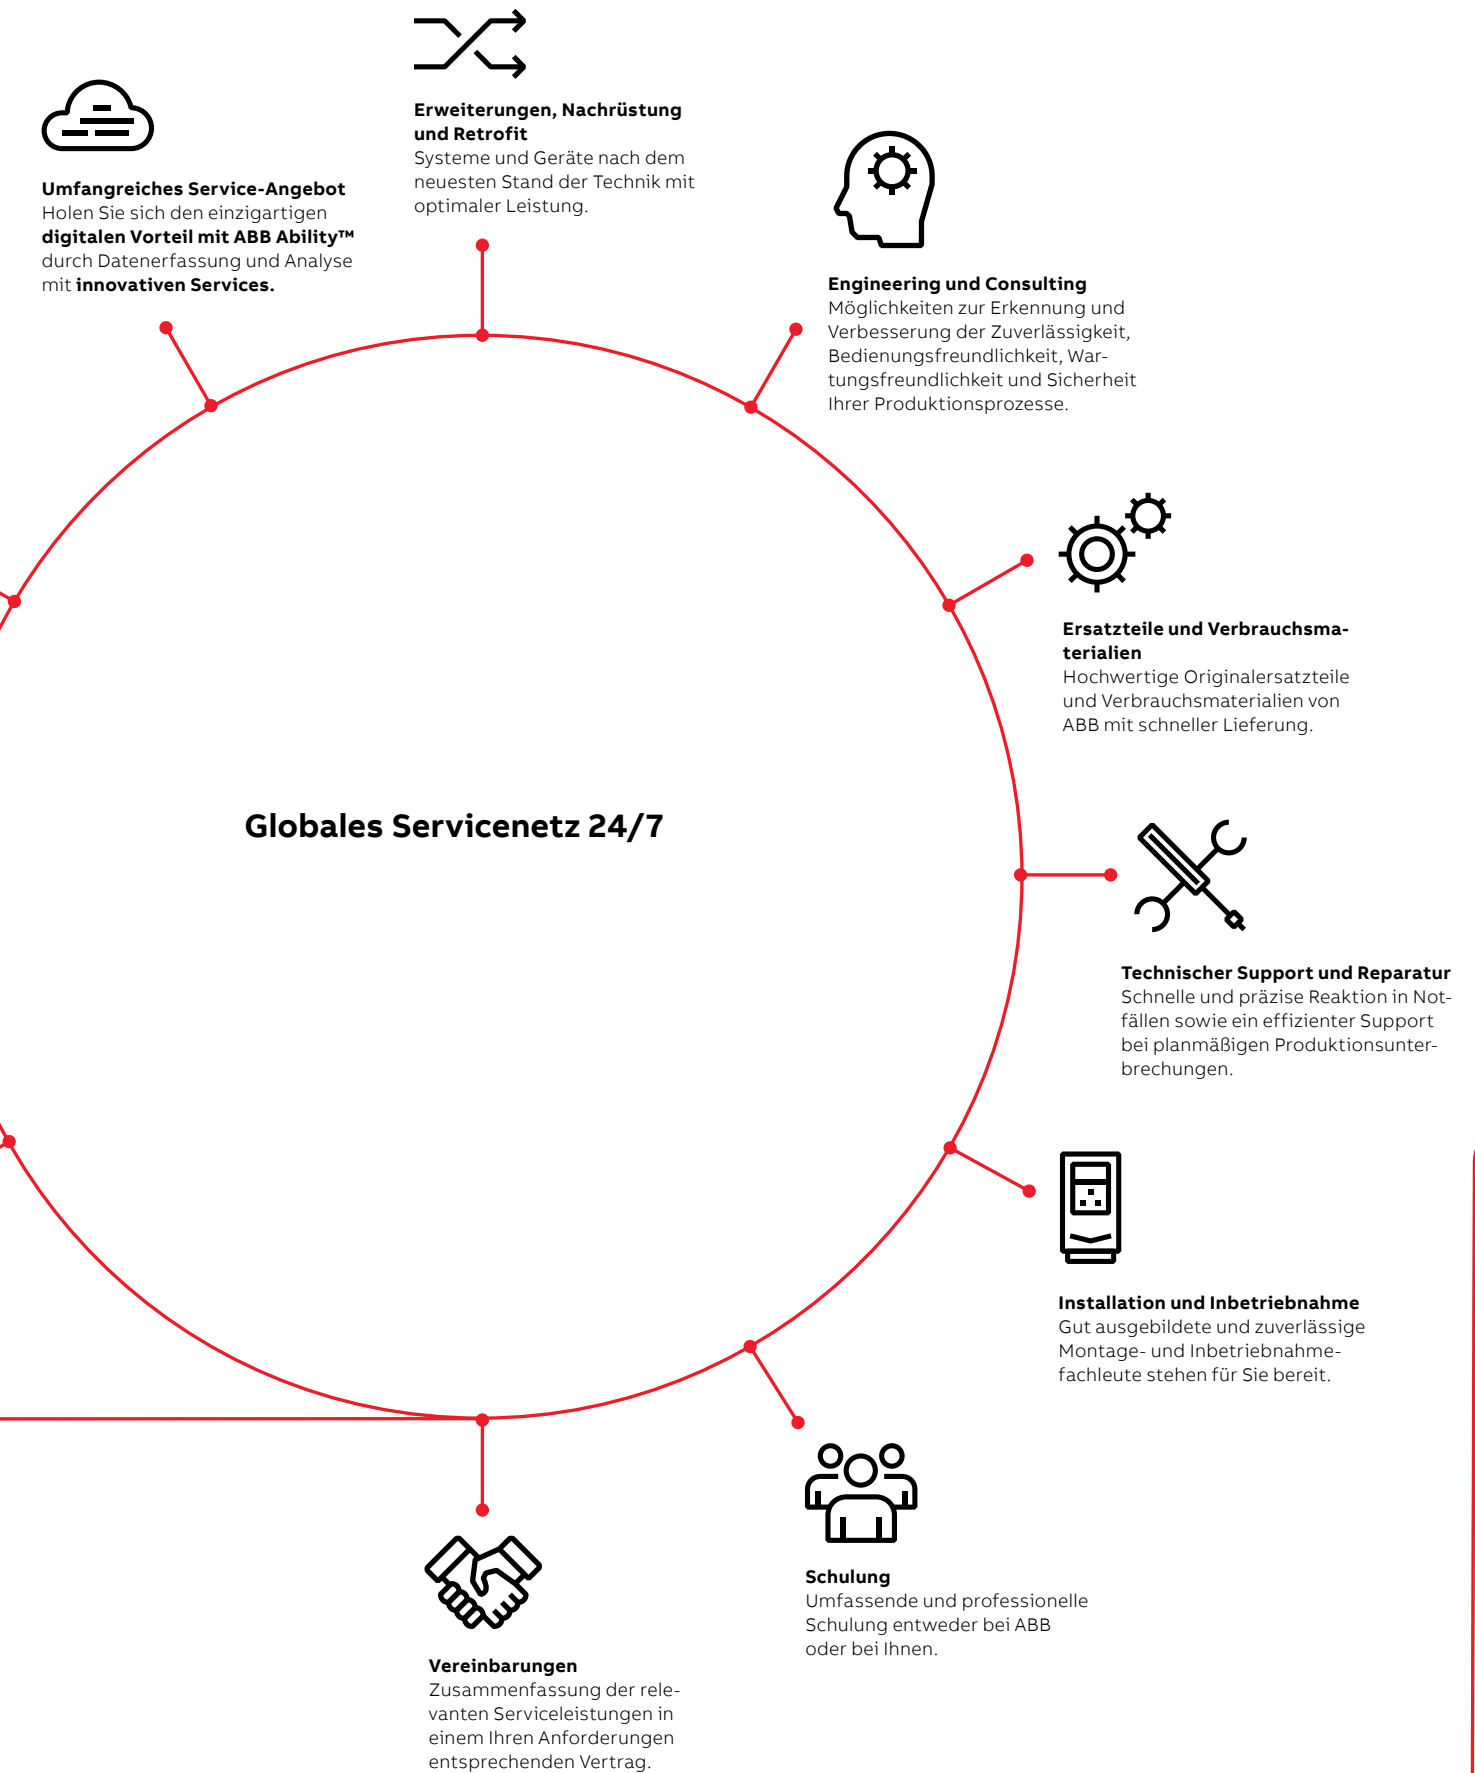 Umfangreiches Service-Angebot
Holen Sie sich den einzigartigen
digitalen Vorteil mit ABB Ability™
durch Datenerfassung und Analyse
mit innovativen Services.
Erweiterungen, Nachrüstung
und Retrofit
Systeme und Geräte nach dem
neuesten Stand der Technik mit
optimaler Leistung.
Engineering und Consulting
Möglichkeiten zur Erkennung und
Verbesserung der Zuverlässigkeit,
Bedienungsfreundlichkeit, War-
tungsfreundlichkeit und Sicherheit
Ihrer Produktionsprozesse.
Ersatzteile und Verbrauchsma-
terialien
Hochwertige Originalersatzteile
und Verbrauchsmaterialien von
ABB mit schneller Lieferung.
Globales Servicenetz 24/7
Technischer Support und Reparatur
Schnelle und präzise Reaktion in Not-
fällen sowie ein effizienter Support
bei planmäßigen Produktionsunter-
brechungen.
Installation und Inbetriebnahme
Gut ausgebildete und zuverlässige
Montage- und Inbetriebnahme-
fachleute stehen für Sie bereit.
Schulung
Umfassende und professionelle
Schulung entweder bei ABB
oder bei Ihnen.
Vereinbarungen
Zusammenfassung der rele-
vanten Serviceleistungen in
einem Ihren Anforderungen
entsprechenden Vertrag.